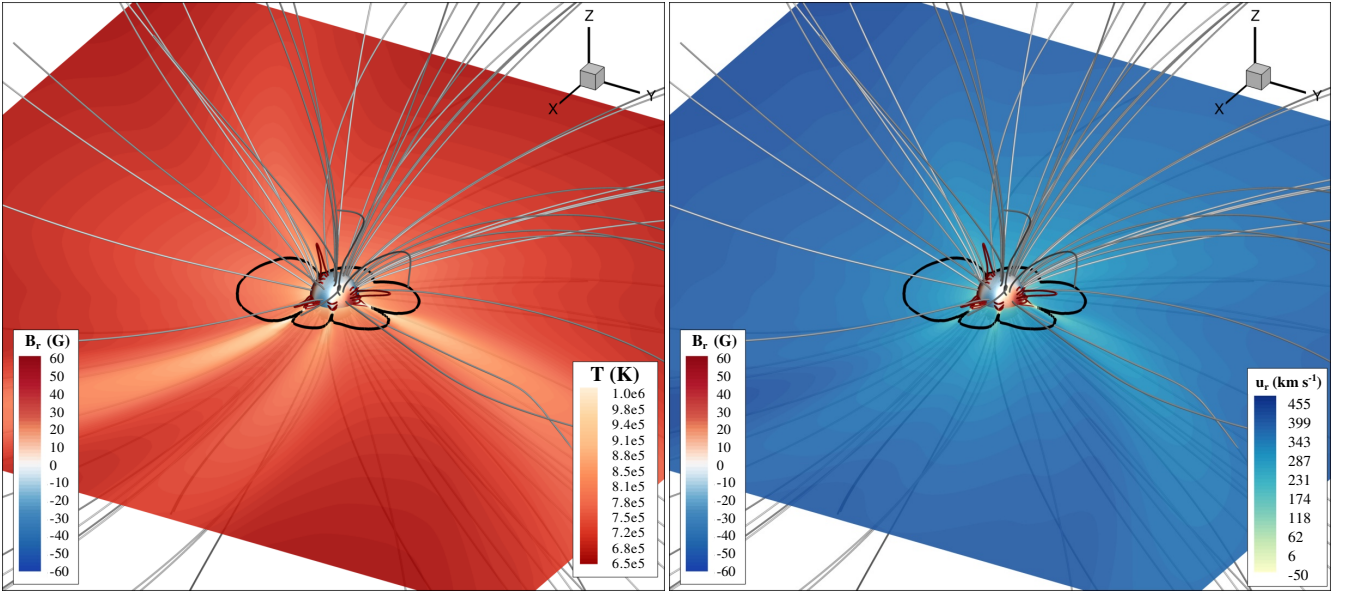 Z
Y
X
B_r (G)
60
50
40
30
20
10
0
-10
-20
-30
-40
-50
-60
T (K)
1.0e6
9.8e5
9.4e5
9.1e5
8.8e5
8.5e5
8.1e5
7.8e5
7.5e5
7.2e5
6.8e5
6.5e5
Z
Y
X
B_r (G)
60
50
40
30
20
10
0
-10
-20
-30
-40
-50
-60
u_r (km s⁻¹)
455
399
343
287
231
174
118
62
6
-50